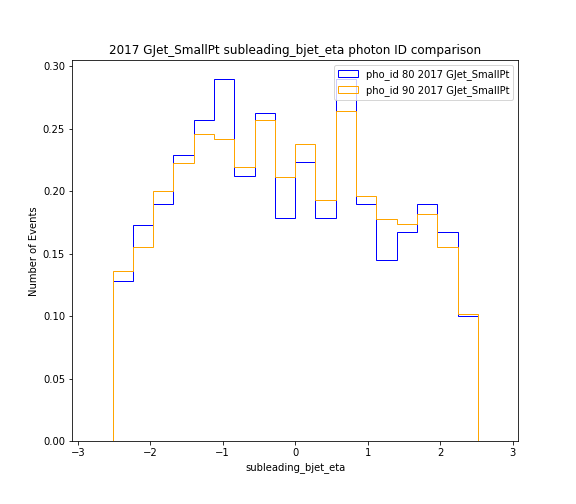 2017 GJet_SmallPt subleading_bjet_eta photon ID comparison
pho_id 80 2017 GJet_SmallPt
pho_id 90 2017 GJet_SmallPt
0.30
0.25
0.20
0.15
0.10
0.05
0.00
Number of Events
−3
−2
−1
0
1
2
3
subleading_bjet_eta